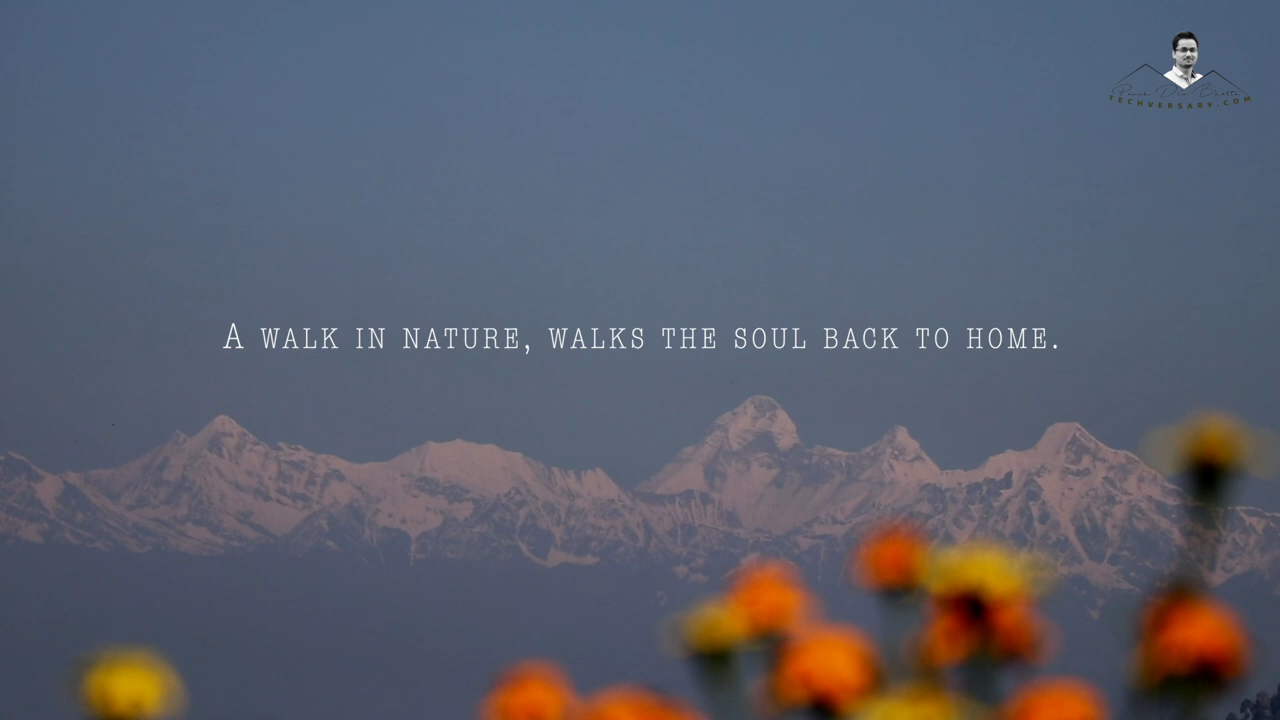 TECHVERSARY.COM
A WALK IN NATURE, WALKS THE SOUL BACK TO HOME.